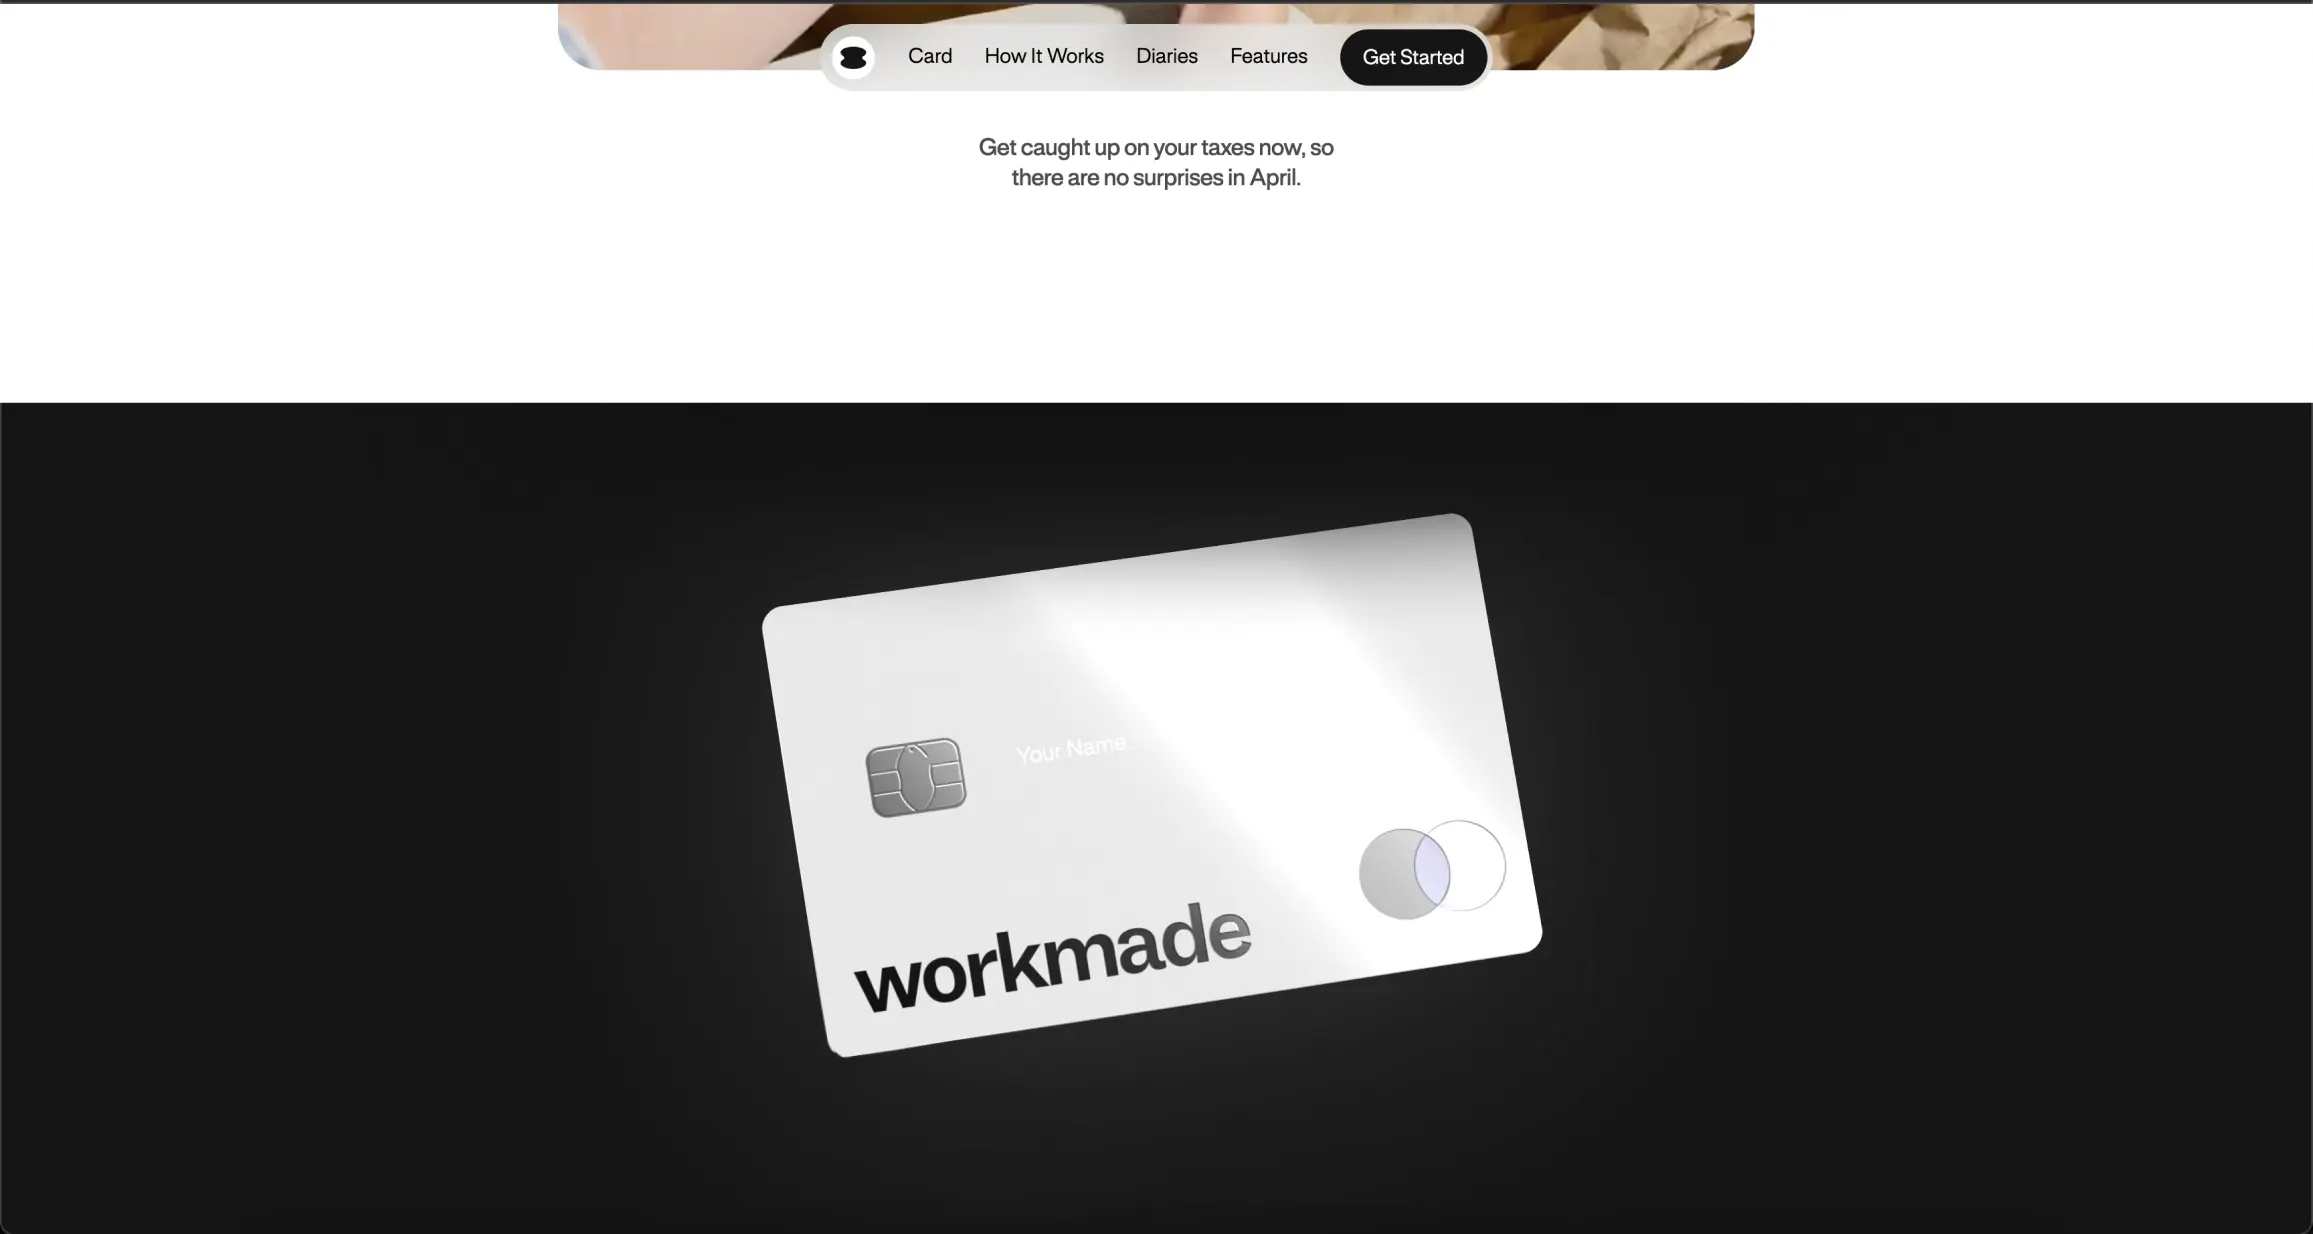 Card How It Works Diaries Features Get Started
Get caught up on your taxes now, so
there are no surprises in April.
Your Name.
workmade